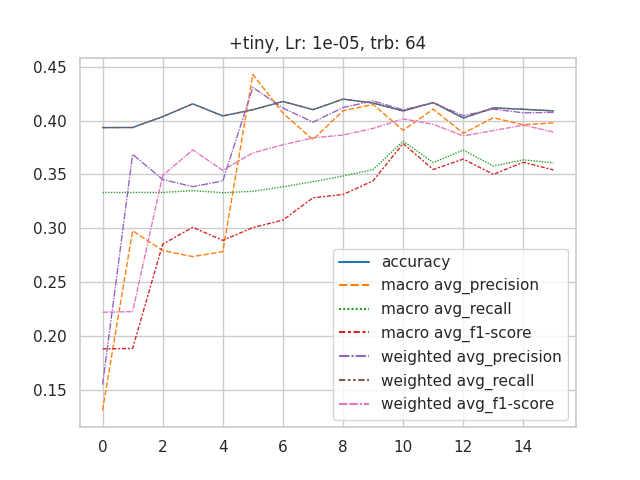 +tiny, Lr: 1e-05, trb: 64
0.45
0.40
0.35
0.30
0.25
0.20
0.15
accuracy
macro avg_precision
macro avg_recall
macro avg_f1-score
weighted avg_precision
weighted avg_recall
weighted avg_f1-score
0 2 4 6 8 10 12 14